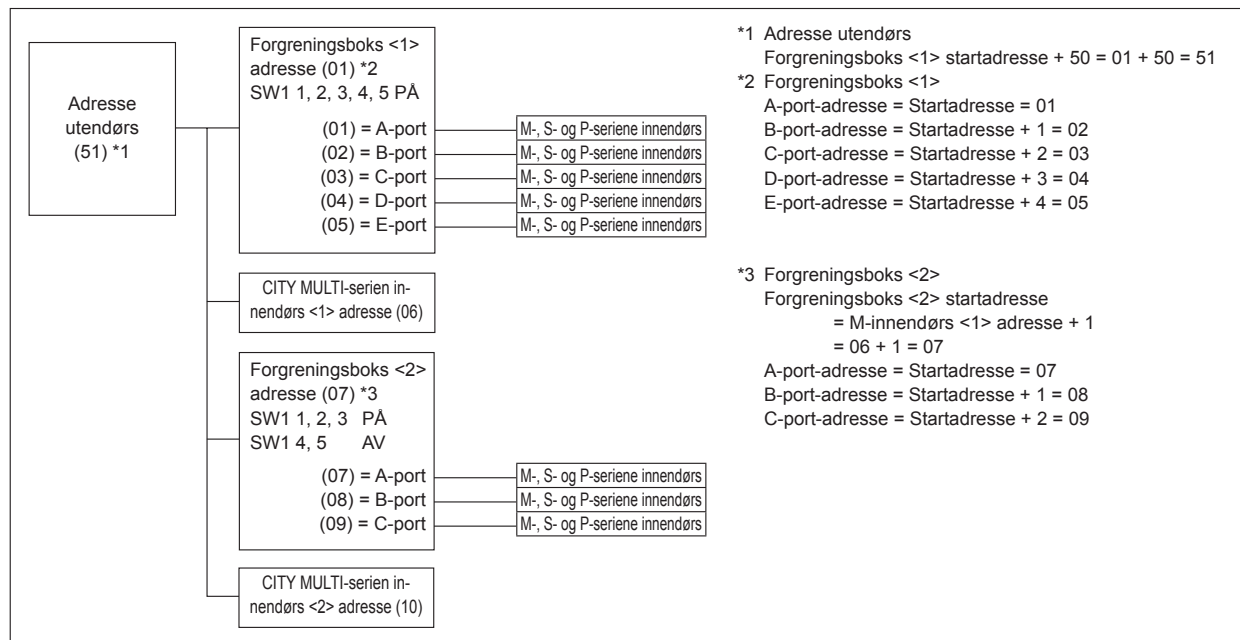 Adresse
utendørs
(51) *1
Forgreningsboks <1>
adresse (01) *2
SW1 1, 2, 3, 4, 5 PÅ
(01) = A-port
M-, S- og P-seriene innendørs
(02) = B-port
M-, S- og P-seriene innendørs
(03) = C-port
M-, S- og P-seriene innendørs
(04) = D-port
M-, S- og P-seriene innendørs
(05) = E-port
M-, S- og P-seriene innendørs
CITY MULTI-serien in-
nendørs <1> adresse (06)
Forgreningsboks <2>
adresse (07) *3
SW1 1, 2, 3 PÅ
SW1 4, 5 AV
(07) = A-port
M-, S- og P-seriene innendørs
(08) = B-port
M-, S- og P-seriene innendørs
(09) = C-port
M-, S- og P-seriene innendørs
CITY MULTI-serien in-
nendørs <2> adresse (10)
*1 Adresse utendørs
Forgreningsboks <1> startadresse + 50 = 01 + 50 = 51
*2 Forgreningsboks <1>
A-port-adresse = Startadresse = 01
B-port-adresse = Startadresse + 1 = 02
C-port-adresse = Startadresse + 2 = 03
D-port-adresse = Startadresse + 3 = 04
E-port-adresse = Startadresse + 4 = 05
*3 Forgreningsboks <2>
Forgreningsboks <2> startadresse
= M-innendørs <1> adresse + 1
= 06 + 1 = 07
A-port-adresse = Startadresse = 07
B-port-adresse = Startadresse + 1 = 08
C-port-adresse = Startadresse + 2 = 09